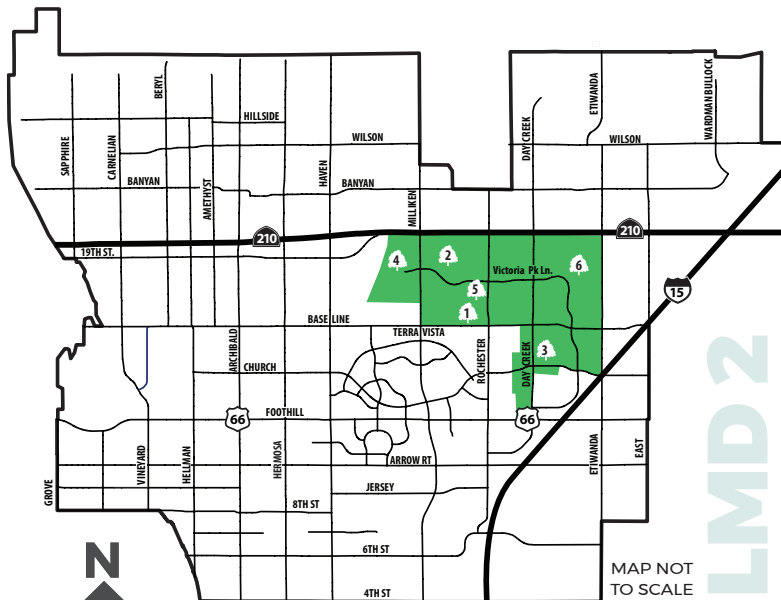 BERYL
HILLSIDE
SAPPHIRE
CARNELIAN
WILSON
HAVEN
DAY CREEK
ETIWANDA
WARDMAN BULLOCK
WILSON
BANYAN
AMETHYST
BANYAN
MILLIKEN
210
210
19TH ST.
4
2
6
Victoria Pk Ln.
5
15
1
BASE LINE
TERRA VISTA
ARCHIBALD
CHURCH
ROCHESTER
DAY CREEK
3
66
FOOTHILL
66
VINEYARD
HELLMAN
HERMOSA
ARROW RT
ETIWANDA
EAST
GROVE
JERSEY
8TH ST
6TH ST
4TH ST
N
MAP NOT
TO SCALE
LMD 2